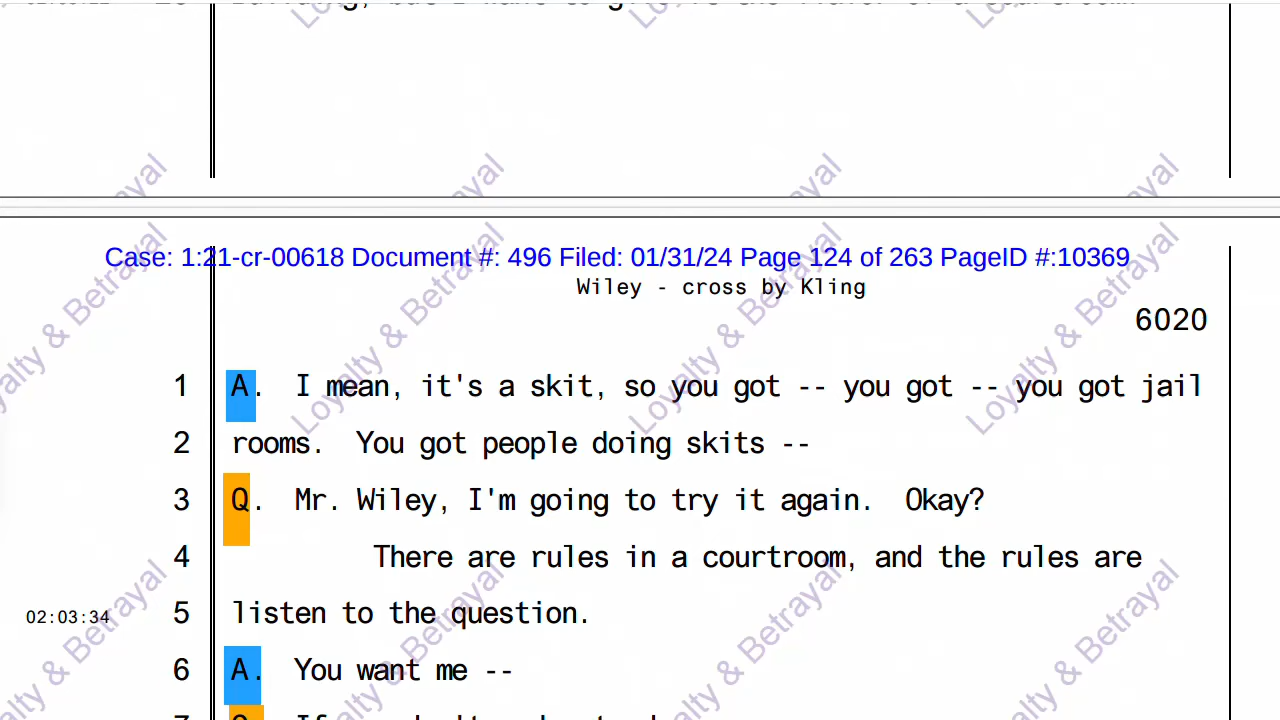 Case: 1:21-cr-00618 Document #: 496 Filed: 01/31/24 Page 124 of 263 PageID #:10369
Wiley - cross by Kling
6020
1 A. I mean, it's a skit, so you got -- you got -- you got jail
2 rooms. You got people doing skits --
3 Q. Mr. Wiley, I'm going to try it again. Okay?
4 There are rules in a courtroom, and the rules are
02:03:34 5 listen to the question.
6 A. You want me --
Loyalty & Betrayal